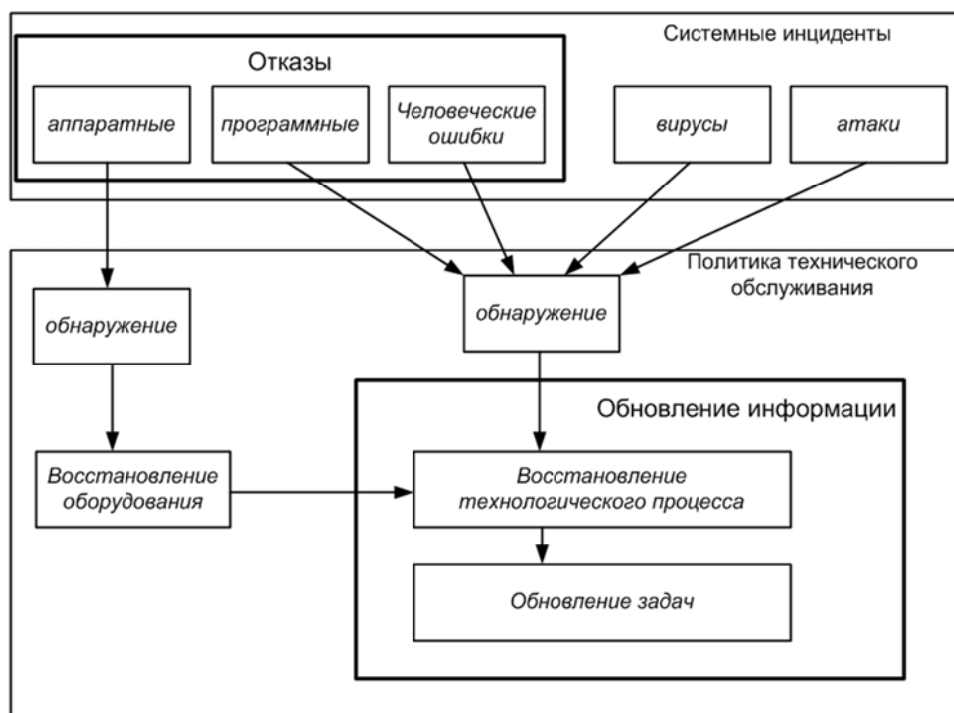 Системные инциденты
Отказы
аппаратные
программные
Человеческие
ошибки
вирусы
атаки
Политика технического
обслуживания
обнаружение
обнаружение
Обновление информации
Восстановление
оборудования
Восстановление
технологического процесса
Обновление задач